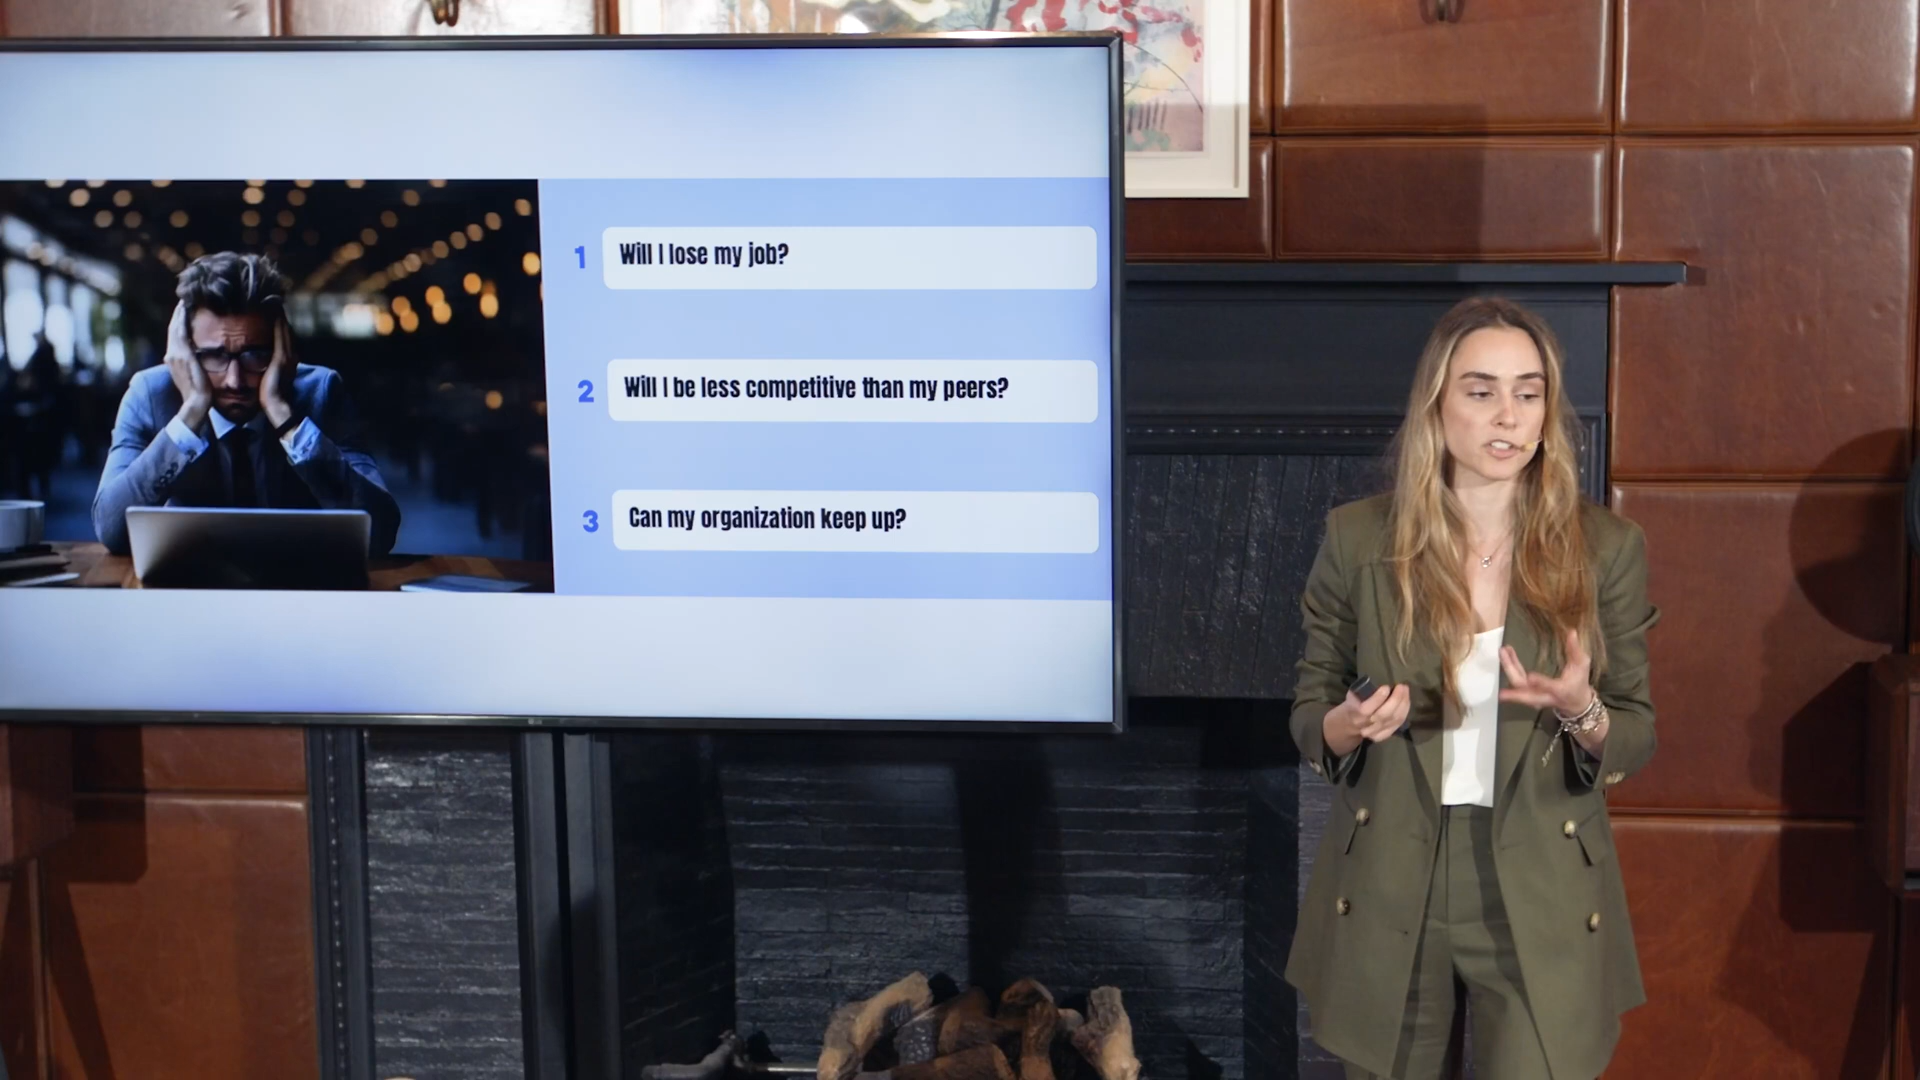 1 Will I lose my job?
2 Will I be less competitive than my peers?
3 Can my organization keep up?